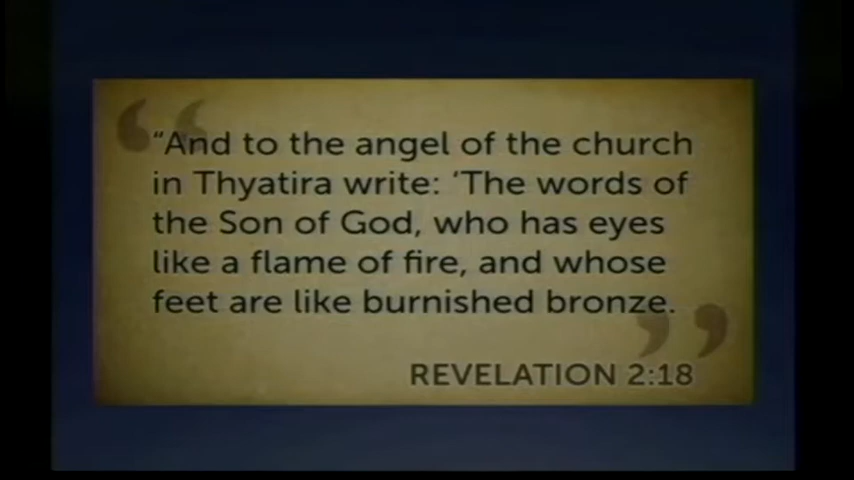 “And to the angel of the church
in Thyatira write: ‘The words of
the Son of God, who has eyes
like a flame of fire, and whose
feet are like burnished bronze.
REVELATION 2:18